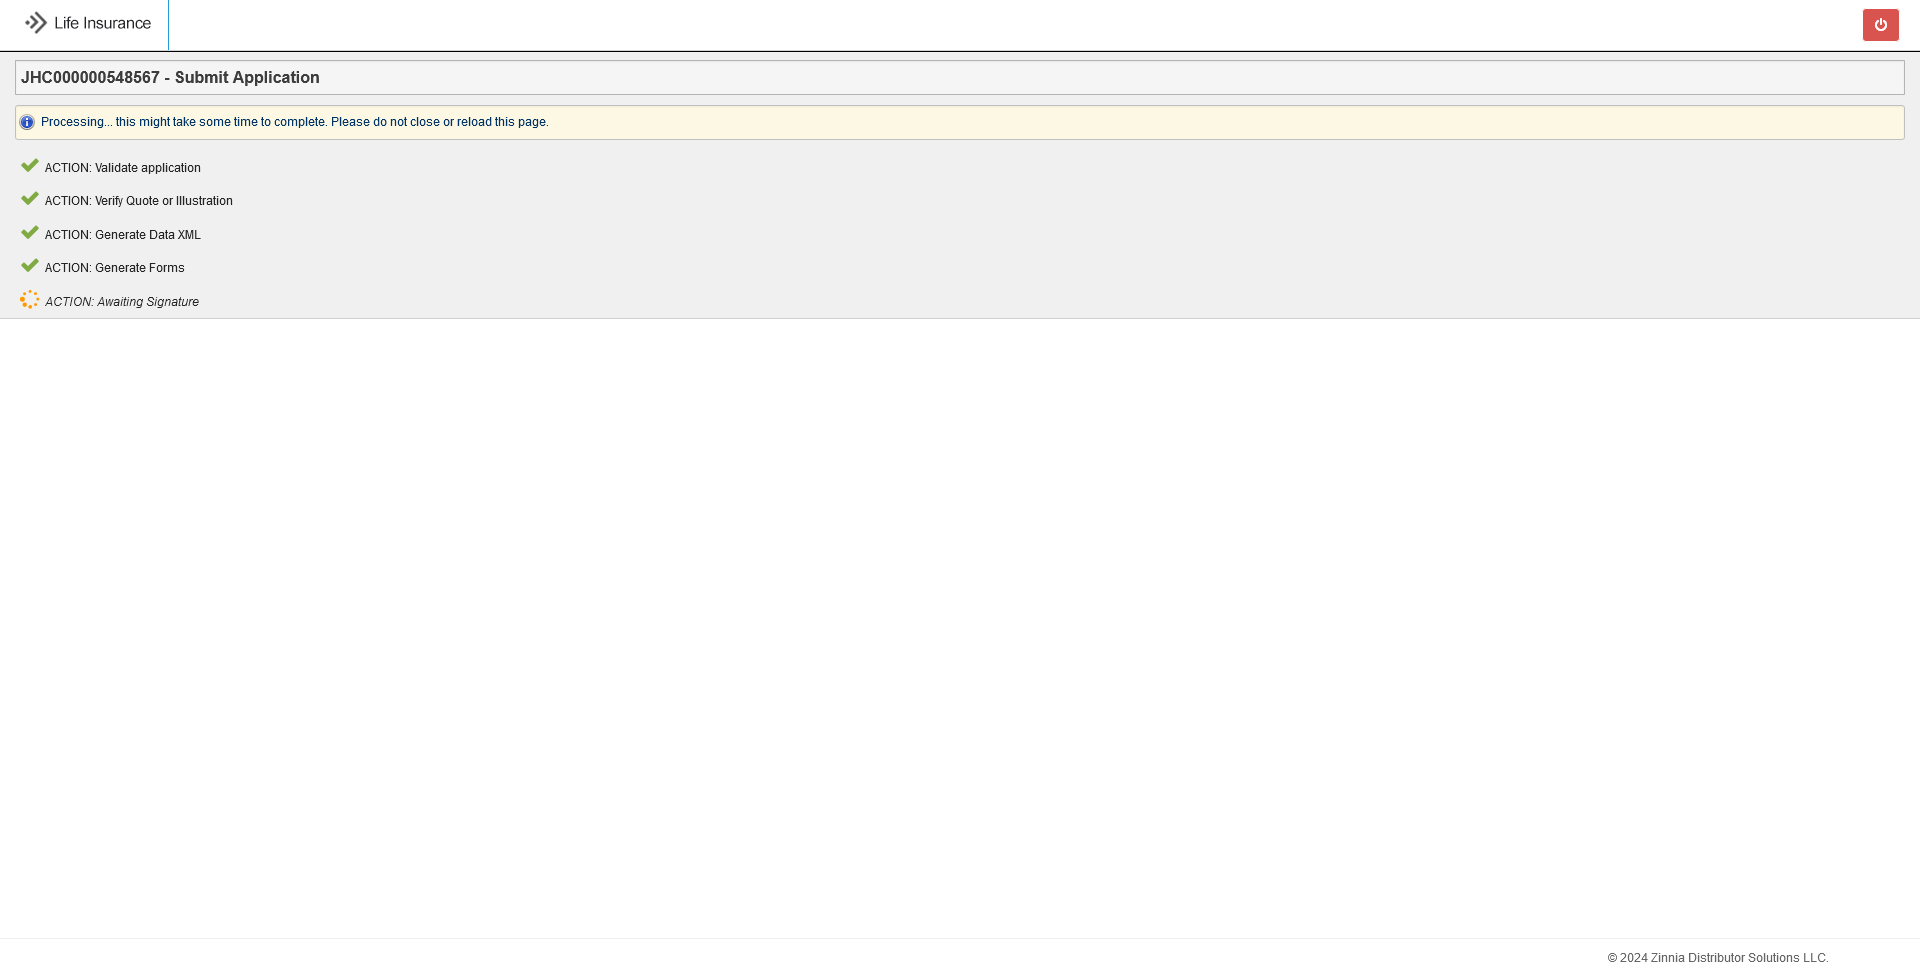 Life Insurance
JHC000000548567 - Submit Application
Processing... this might take some time to complete. Please do not close or reload this page.
ACTION: Validate application
ACTION: Verify Quote or Illustration
ACTION: Generate Data XML
ACTION: Generate Forms
ACTION: Awaiting Signature
© 2024 Zinnia Distributor Solutions LLC.